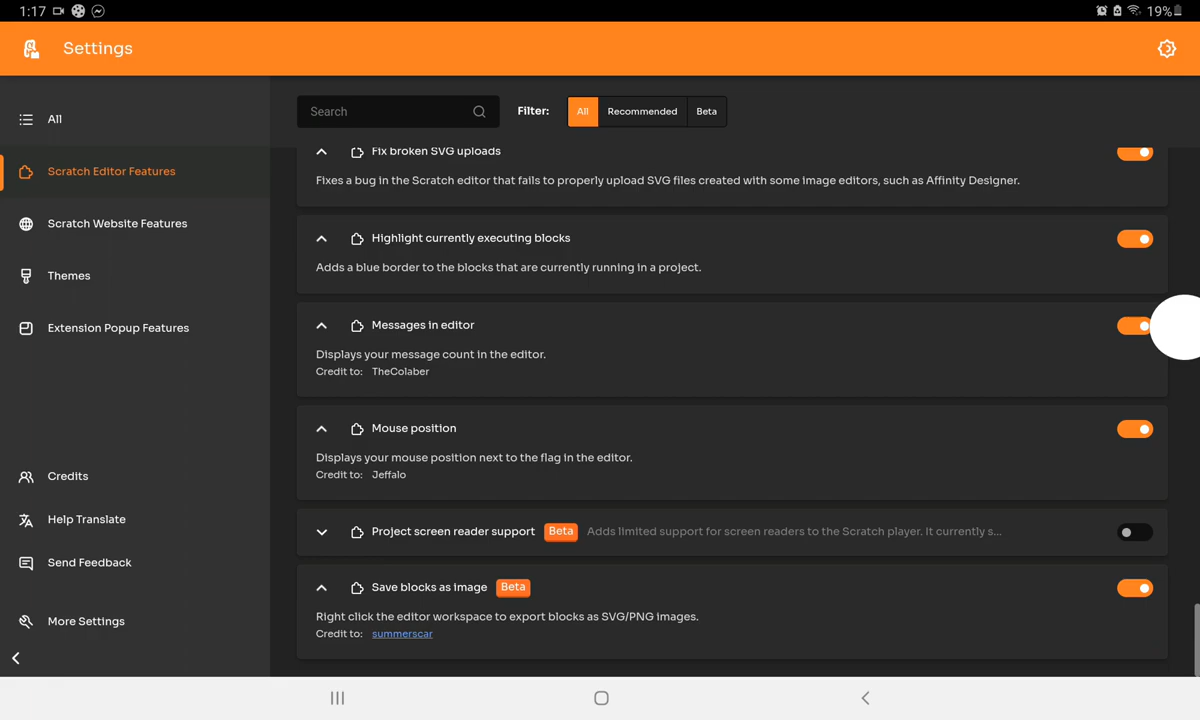 1:17
19%
Settings
All
Scratch Editor Features
Scratch Website Features
Themes
Extension Popup Features
Credits
Help Translate
Send Feedback
More Settings
Search
Filter: All Recommended Beta
Fix broken SVG uploads
Fixes a bug in the Scratch editor that fails to properly upload SVG files created with some image editors, such as Affinity Designer.
Highlight currently executing blocks
Adds a blue border to the blocks that are currently running in a project.
Messages in editor
Displays your message count in the editor.
Credit to: TheColaber
Mouse position
Displays your mouse position next to the flag in the editor.
Credit to: Jeffalo
Project screen reader support Beta Adds limited support for screen readers to the Scratch player. It currently s...
Save blocks as image Beta
Right click the editor workspace to export blocks as SVG/PNG images.
Credit to: summerscar